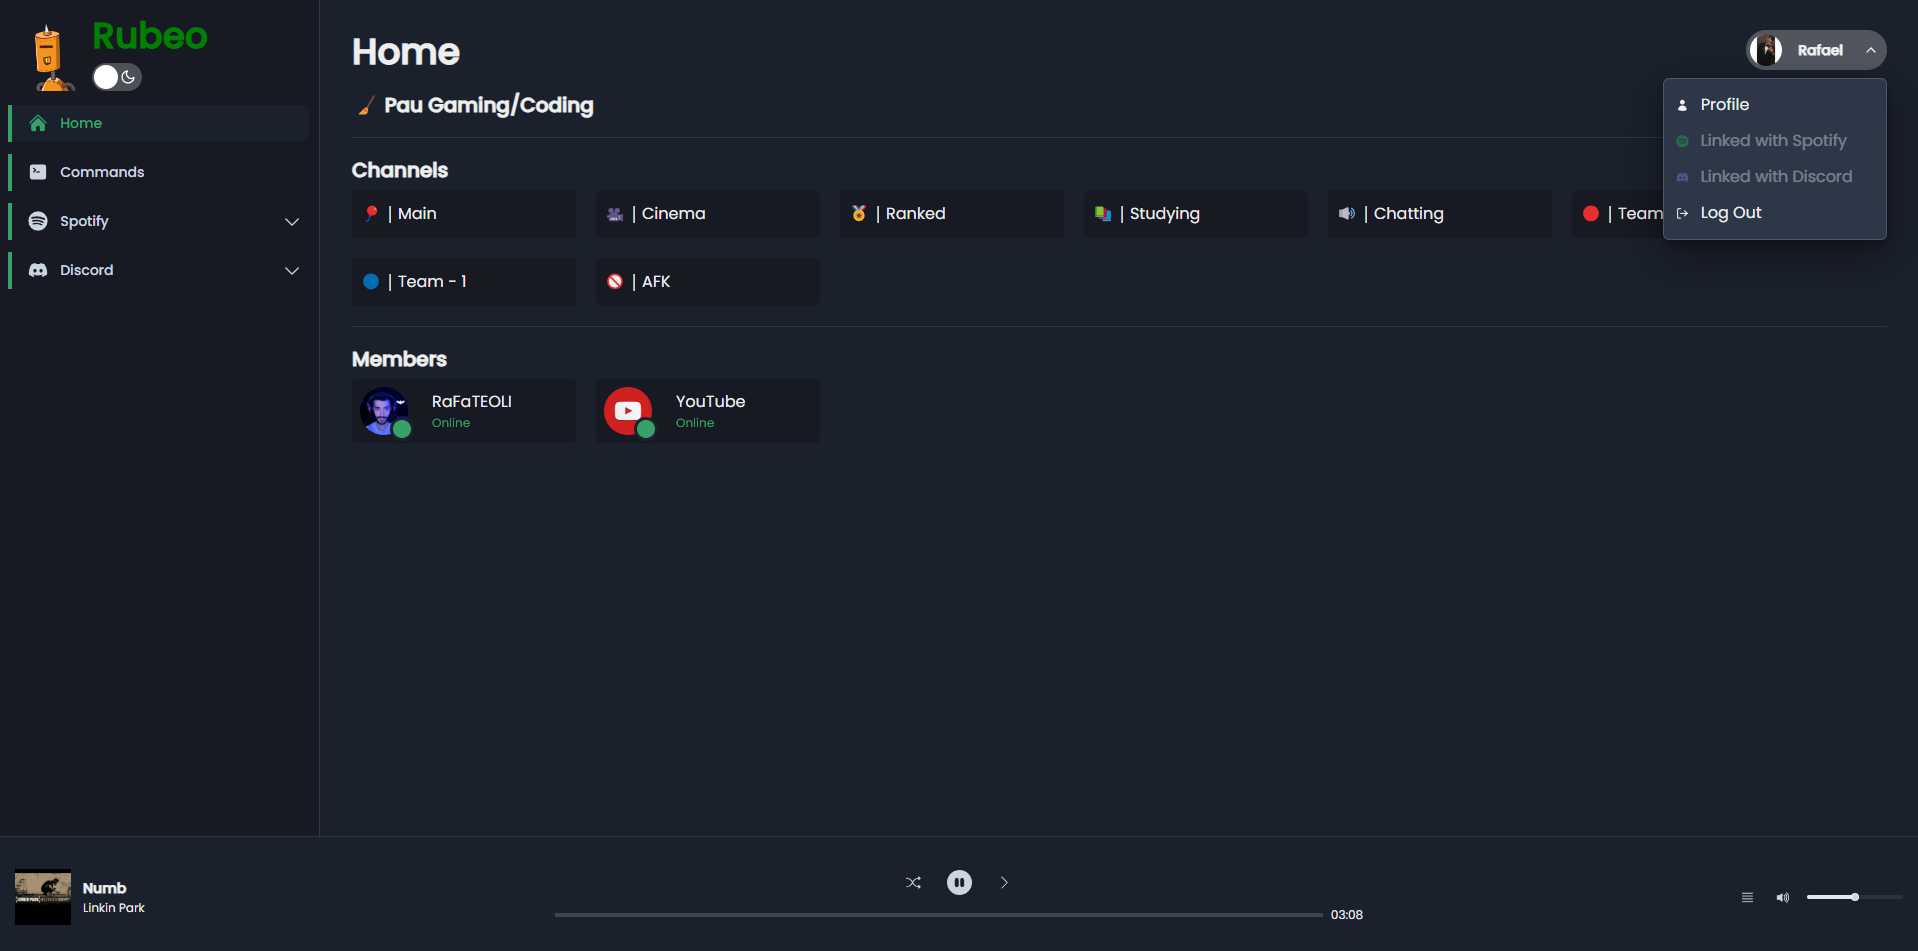 Rubeo
Home
Commands
Spotify
Discord
Home
Rafael
Pau Gaming/Coding
Profile
Linked with Spotify
Linked with Discord
Log Out
Channels
| Main
| Cinema
| Ranked
| Studying
| Chatting
| Team
| Team - 1
| AFK
Members
RaFaTEOLI
Online
YouTube
Online
Numb
Linkin Park
03:08